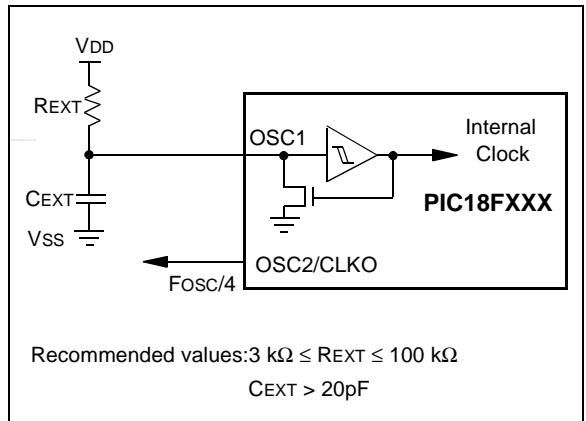 VDD
REXT
OSC1
Internal
Clock
CEXT
PIC18FXXX
VSS
OSC2/CLKO
FOSC/4
Recommended values:3 kΩ ≤ REXT ≤ 100 kΩ
CEXT > 20pF